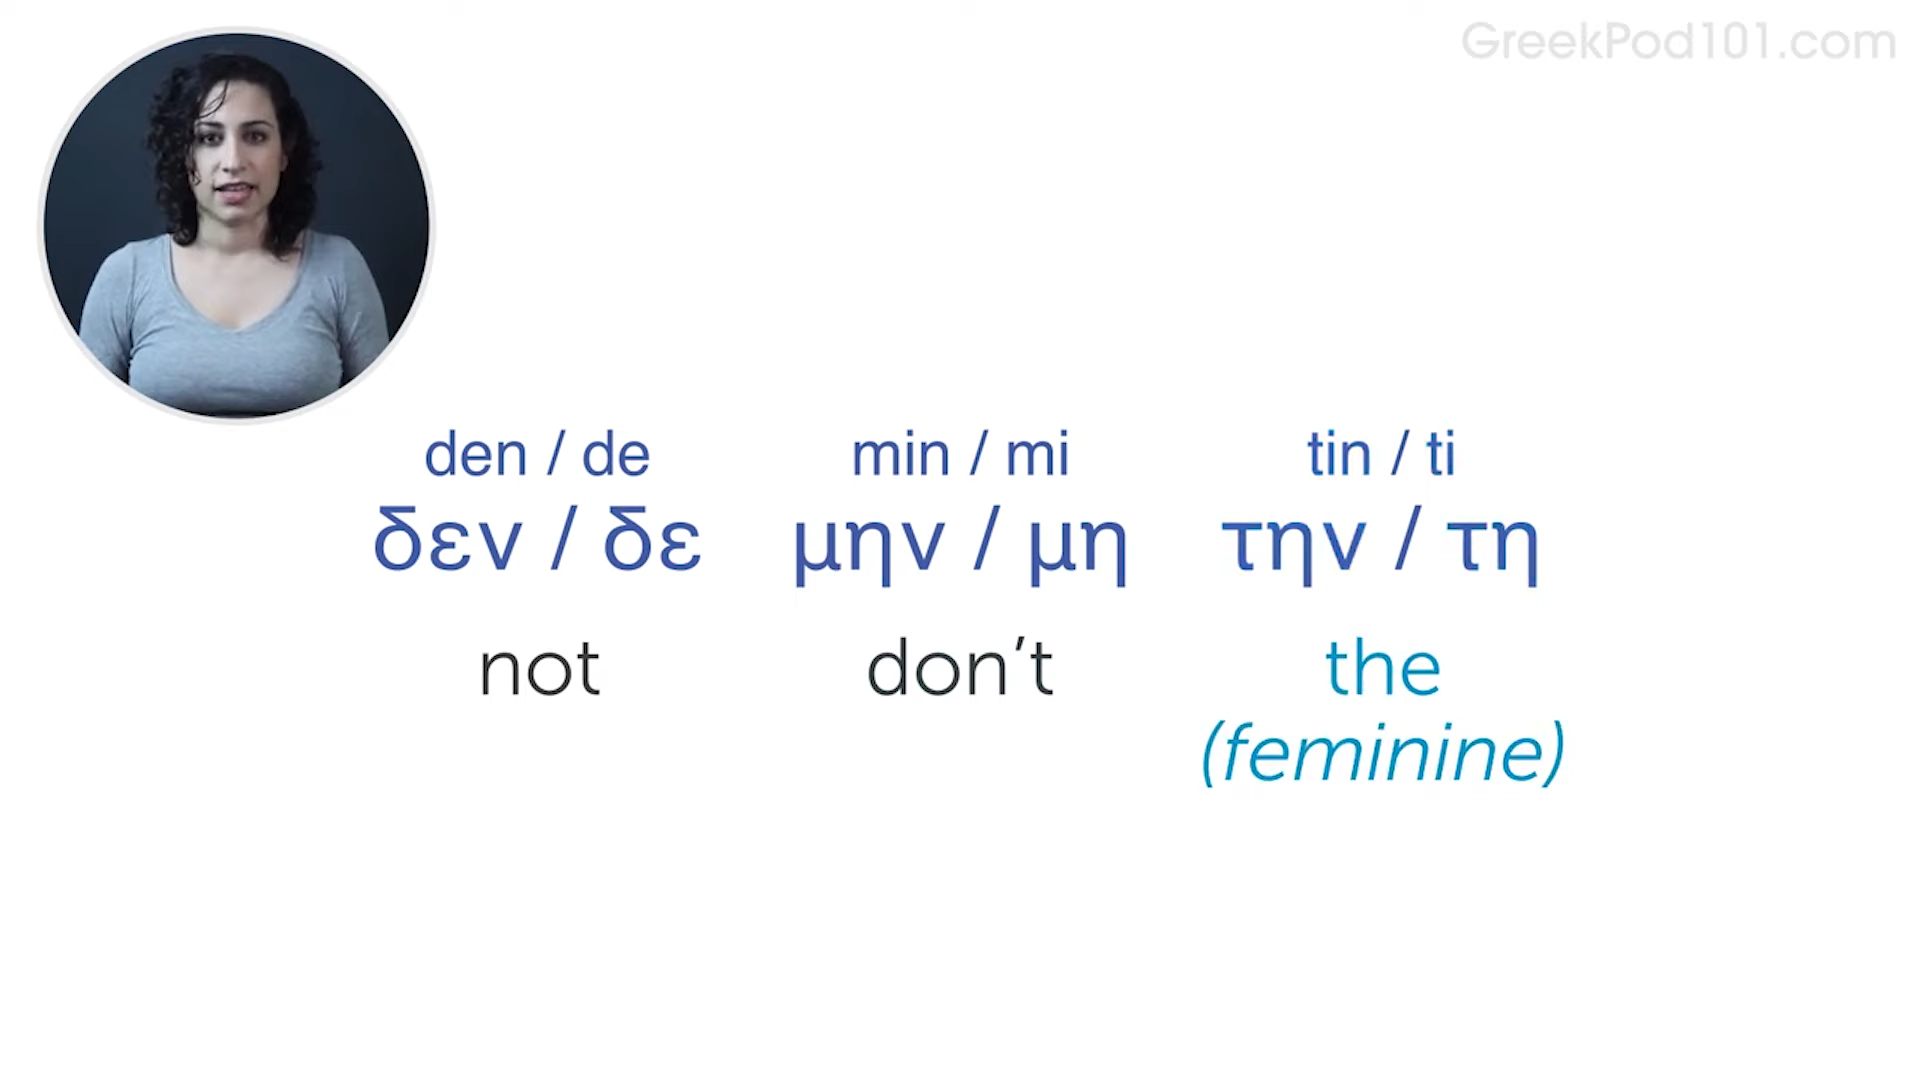 GreekPod101.com
den / de
min / mi
tin / ti
δεν / δε
μην / μη
την / τη
not
don’t
the
(feminine)